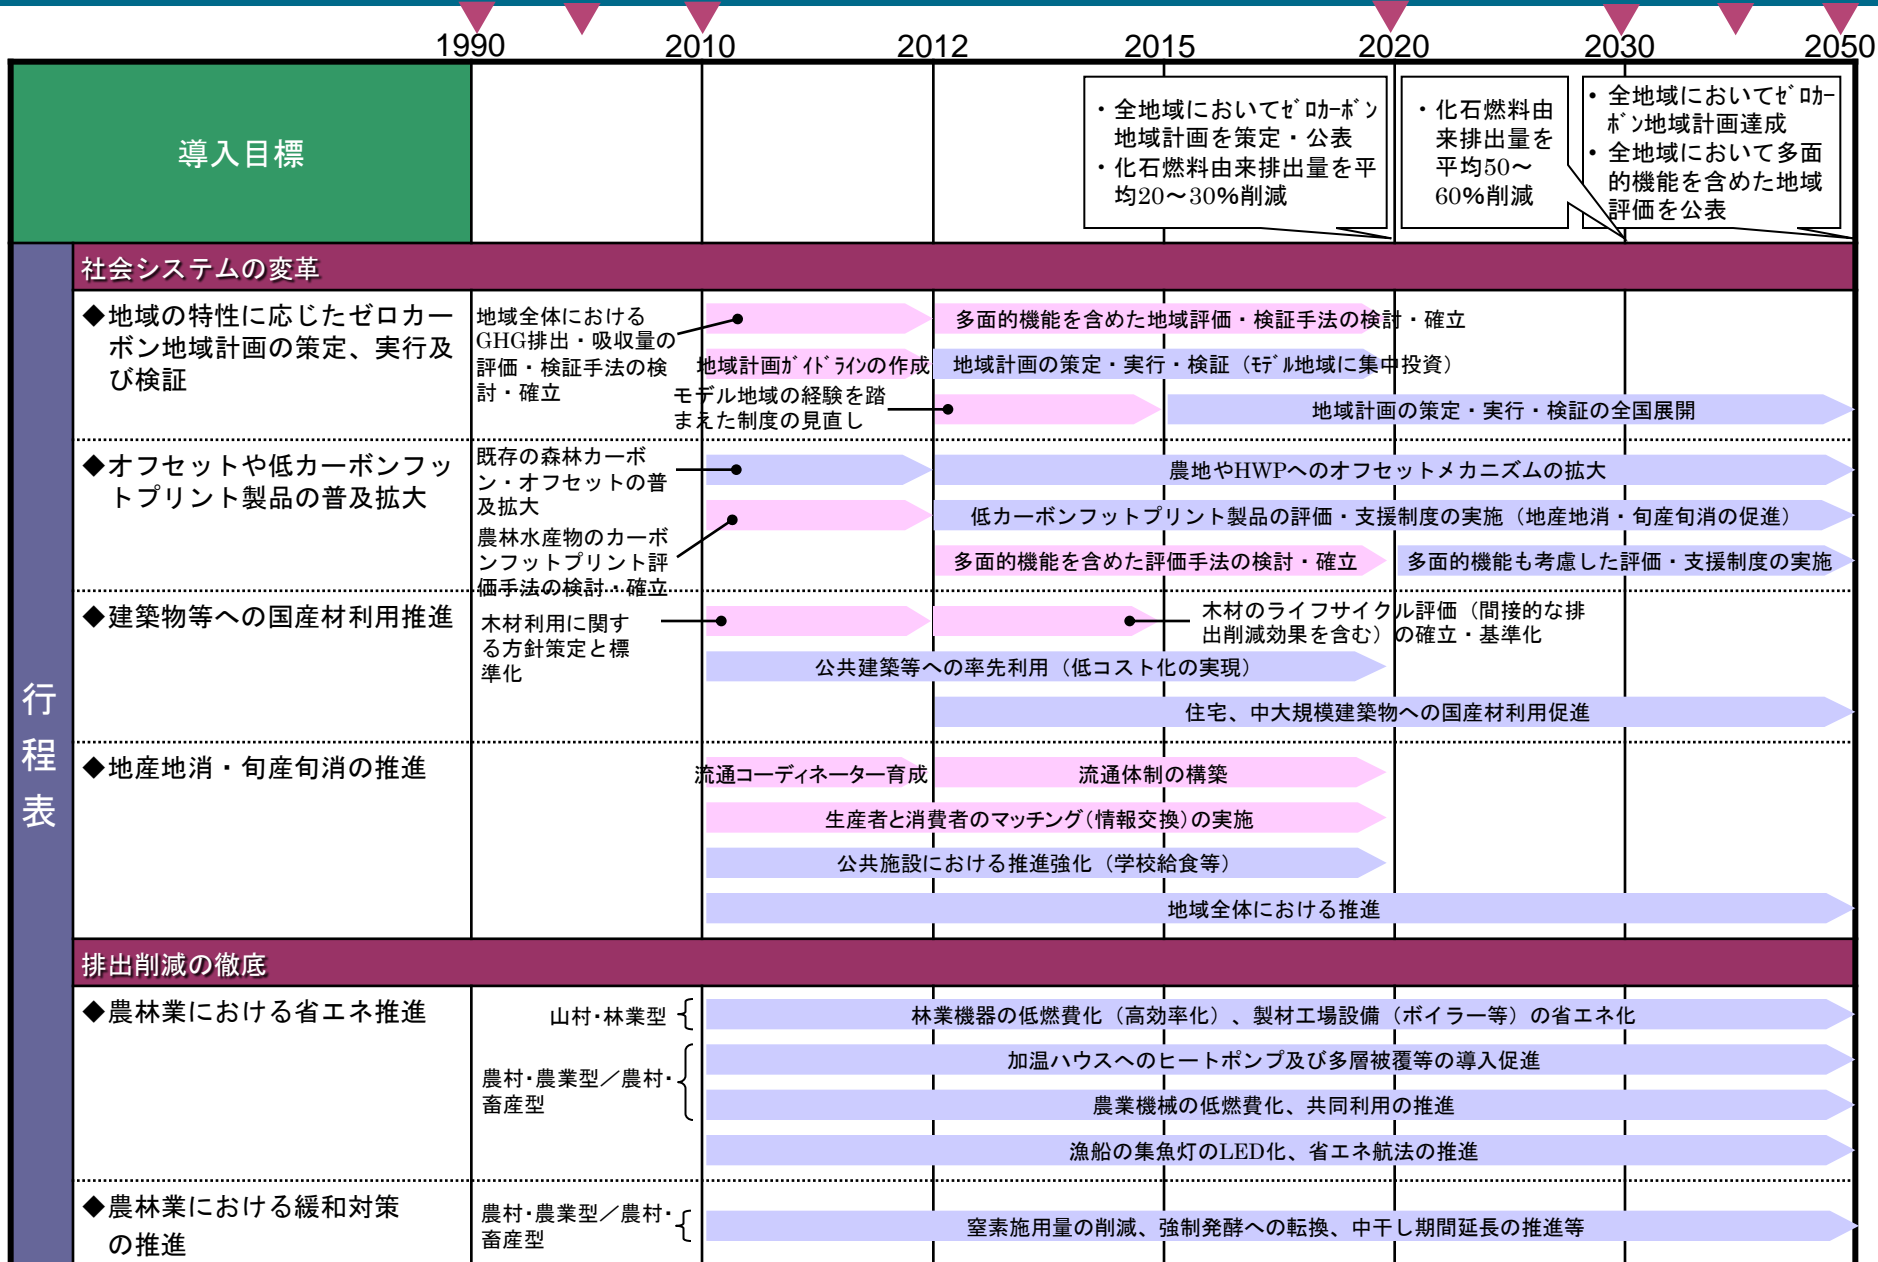 1990 2010 2012 2015 2020 2030 2050
導入目標
・全地域においてｾﾞﾛｶｰﾎﾞﾝ
地域計画を策定・公表
・化石燃料由来排出量を平
均20～30%削減
・化石燃料由
来排出量を
平均50～
60%削減
・全地域においてｾﾞﾛｶｰ
ﾎﾞﾝ地域計画達成
・全地域において多面
的機能を含めた地域
評価を公表
行程表
社会システムの変革
◆地域の特性に応じたゼロカー
ボン地域計画の策定、実行及
び検証
地域全体における
GHG排出・吸収量の
評価・検証手法の検
討・確立
多面的機能を含めた地域評価・検証手法の検討・確立
地域計画ｶﾞｲﾄﾞﾗｲﾝの作成
地域計画の策定・実行・検証（ﾓﾃﾞﾙ地域に集中投資）
モデル地域の経験を踏
まえた制度の見直し
地域計画の策定・実行・検証の全国展開
◆オフセットや低カーボンフッ
トプリント製品の普及拡大
既存の森林カーボ
ン・オフセットの普
及拡大
農地やHWPへのオフセットメカニズムの拡大
農林水産物のカーボ
ンフットプリント評
価手法の検討・確立
低カーボンフットプリント製品の評価・支援制度の実施（地産地消・旬産旬消の促進）
多面的機能を含めた評価手法の検討・確立
多面的機能も考慮した評価・支援制度の実施
◆建築物等への国産材利用推進
木材利用に関す
る方針策定と標
準化
木材のライフサイクル評価（間接的な排
出削減効果を含む）の確立・基準化
公共建築等への率先利用（低コスト化の実現）
住宅、中大規模建築物への国産材利用促進
◆地産地消・旬産旬消の推進
流通コーディネーター育成
流通体制の構築
生産者と消費者のマッチング(情報交換)の実施
公共施設における推進強化（学校給食等）
地域全体における推進
排出削減の徹底
◆農林業における省エネ推進
山村・林業型
林業機器の低燃費化（高効率化）、製材工場設備（ボイラー等）の省エネ化
農村・農業型／農村・
畜産型
加温ハウスへのヒートポンプ及び多層被覆等の導入促進
農業機械の低燃費化、共同利用の推進
漁船の集魚灯のLED化、省エネ航法の推進
◆農林業における緩和対策
の推進
農村・農業型／農村・
畜産型
窒素施用量の削減、強制発酵への転換、中干し期間延長の推進等